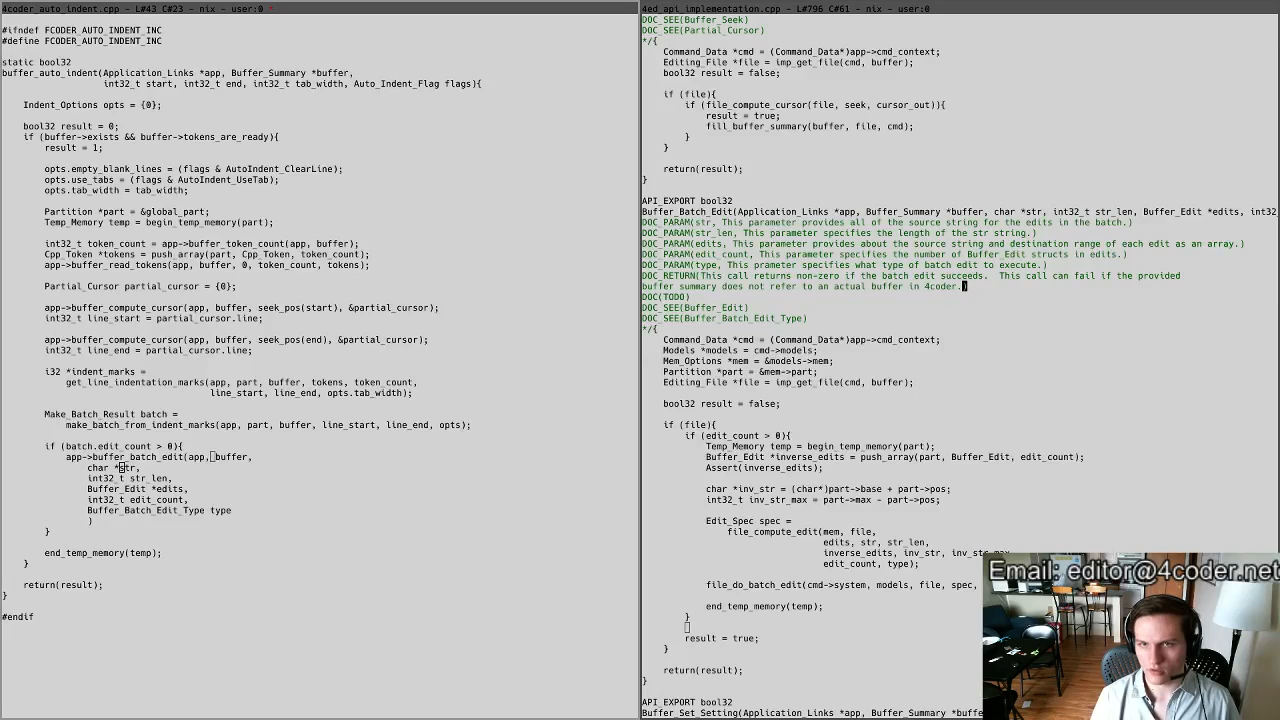 4coder_auto_indent.cpp - L#43 C#23 - nix - user:0 *
#ifndef FCODER_AUTO_INDENT_INC
#define FCODER_AUTO_INDENT_INC
static bool32
buffer_auto_indent(Application_Links *app, Buffer_Summary *buffer,
int32_t start, int32_t end, int32_t tab_width, Auto_Indent_Flag flags){
Indent_Options opts = {0};
bool32 result = 0;
if (buffer->exists && buffer->tokens_are_ready){
result = 1;
opts.empty_blank_lines = (flags & AutoIndent_ClearLine);
opts.use_tabs = (flags & AutoIndent_UseTab);
opts.tab_width = tab_width;
Partition *part = &global_part;
Temp_Memory temp = begin_temp_memory(part);
int32_t token_count = app->buffer_token_count(app, buffer);
Cpp_Token *tokens = push_array(part, Cpp_Token, token_count);
app->buffer_read_tokens(app, buffer, 0, token_count, tokens);
Partial_Cursor partial_cursor = {0};
app->buffer_compute_cursor(app, buffer, seek_pos(start), &partial_cursor);
int32_t line_start = partial_cursor.line;
app->buffer_compute_cursor(app, buffer, seek_pos(end), &partial_cursor);
int32_t line_end = partial_cursor.line;
i32 *indent_marks =
get_line_indentation_marks(app, part, buffer, tokens, token_count,
line_start, line_end, opts.tab_width);
Make_Batch_Result batch =
make_batch_from_indent_marks(app, part, buffer, line_start, line_end, opts);
if (batch.edit_count > 0){
app->buffer_batch_edit(app, buffer,
char *str,
int32_t str_len,
Buffer_Edit *edits,
int32_t edit_count,
Buffer_Batch_Edit_Type type
)
}
end_temp_memory(temp);
}
return(result);
}
#endif
4ed_api_implementation.cpp - L#796 C#61 - nix - user:0
DOC_SEE(Buffer_Seek)
DOC_SEE(Partial_Cursor)
*/{
Command_Data *cmd = (Command_Data*)app->cmd_context;
Editing_File *file = imp_get_file(cmd, buffer);
bool32 result = false;
if (file){
if (file_compute_cursor(file, seek, cursor_out)){
result = true;
fill_buffer_summary(buffer, file, cmd);
}
}
return(result);
}
API_EXPORT bool32
Buffer_Batch_Edit(Application_Links *app, Buffer_Summary *buffer, char *str, int32_t str_len, Buffer_Edit *edits, int32
DOC_PARAM(str, This parameter provides all of the source string for the edits in the batch.)
DOC_PARAM(str_len, This parameter specifies the length of the str string.)
DOC_PARAM(edits, This parameter provides about the source string and destination range of each edit as an array.)
DOC_PARAM(edit_count, This parameter specifies the number of Buffer_Edit structs in edits.)
DOC_PARAM(type, This prameter specifies what type of batch edit to execute.)
DOC_RETURN(This call returns non-zero if the batch edit succeeds.  This call can fail if the provided
buffer summary does not refer to an actual buffer in 4coder.)
DOC(TODO)
DOC_SEE(Buffer_Edit)
DOC_SEE(Buffer_Batch_Edit_Type)
*/{
Command_Data *cmd = (Command_Data*)app->cmd_context;
Models *models = cmd->models;
Mem_Options *mem = &models->mem;
Partition *part = &mem->part;
Editing_File *file = imp_get_file(cmd, buffer);
bool32 result = false;
if (file){
if (edit_count > 0){
Temp_Memory temp = begin_temp_memory(part);
Buffer_Edit *inverse_edits = push_array(part, Buffer_Edit, edit_count);
Assert(inverse_edits);
char *inv_str = (char*)part->base + part->pos;
int32_t inv_str_max = part->max - part->pos;
Edit_Spec spec =
file_compute_edit(mem, file,
edits, str, str_len,
inverse_edits, inv_str, inv_str_max,
edit_count, type);
file_do_batch_edit(cmd->system, models, file, spec,
end_temp_memory(temp);
}
result = true;
}
return(result);
}
API_EXPORT bool32
Buffer_Set_Setting(Application_Links *app, Buffer_Summary *buffe
Email: editor@4coder.net